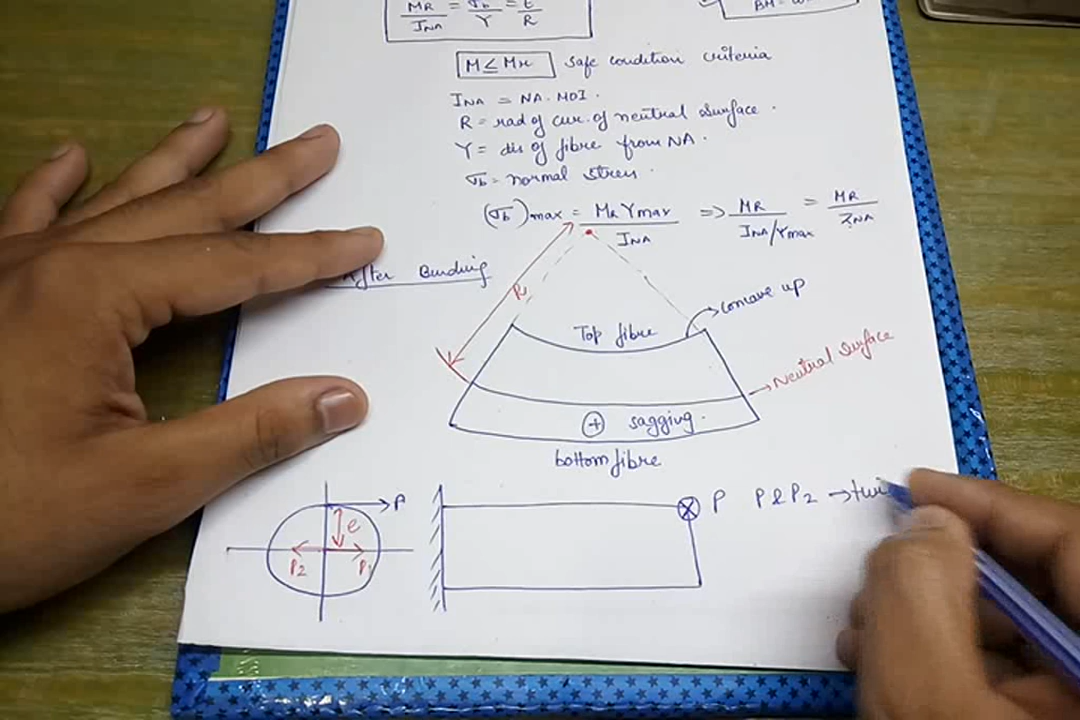 MR/INA = σb/Y = E/R
BM =
M ≤ MR safe condition criteria
INA = NA. MOI.
R = rad of cur. of neutral surface.
Y = dis of fibre from NA.
σb = normal stress.
(σb)max = MR Ymax/INA => MR/INA/Ymax = MR/ZNA
After Bending
R
Top fibre
concave up
Neutral surface
+ sagging.
bottom fibre
P
e
P2 P1
P P & P2 → twi